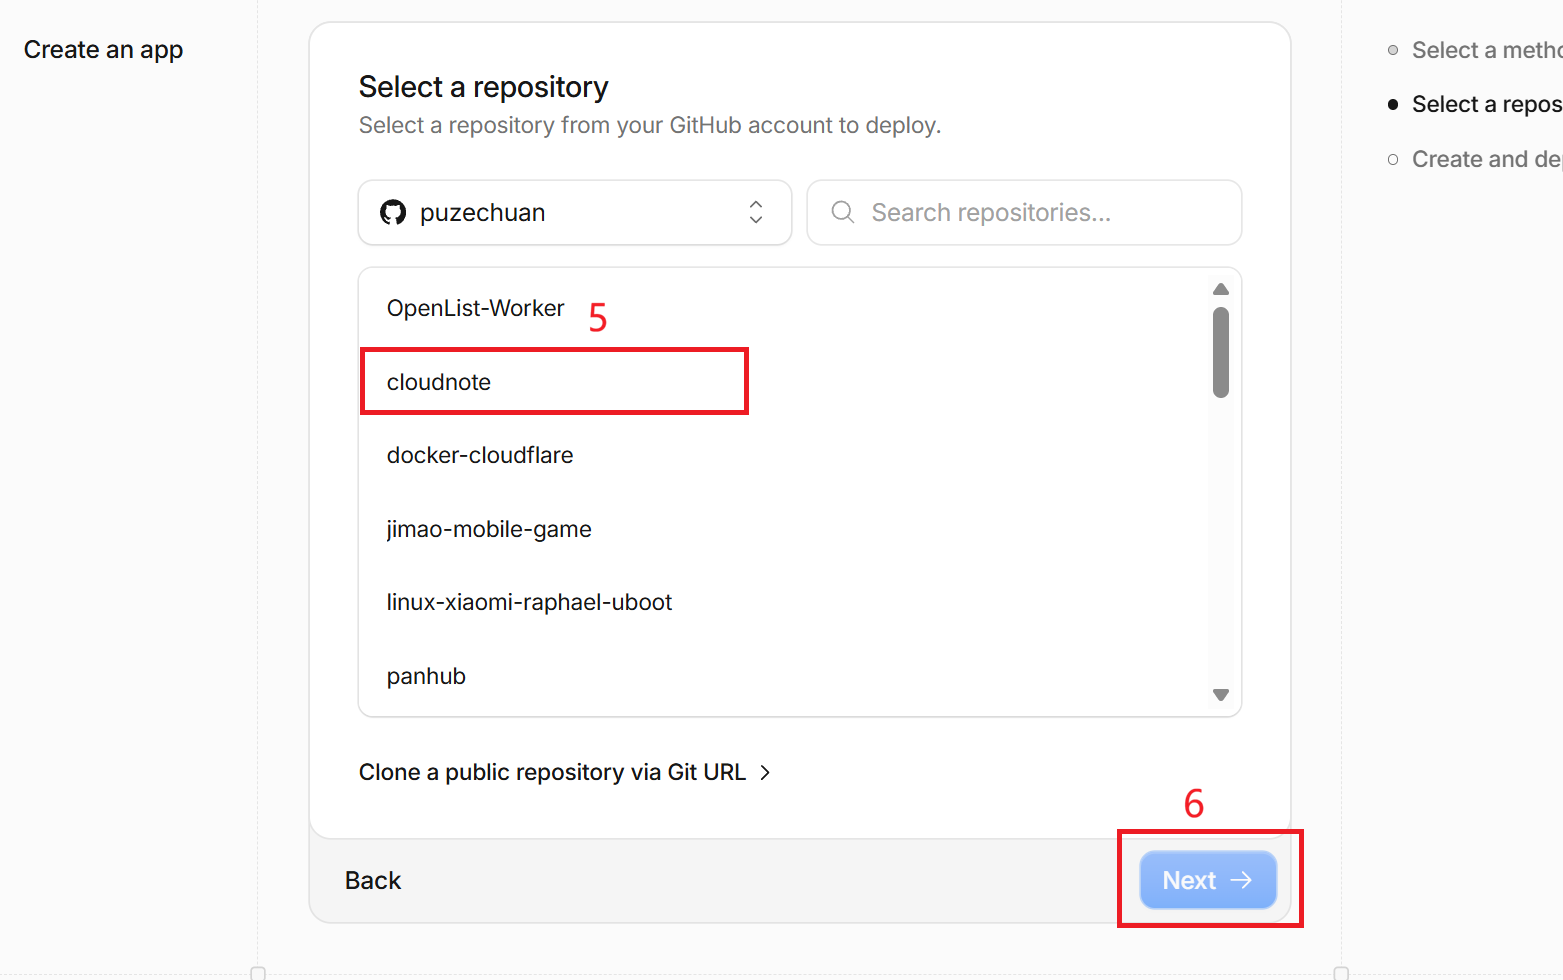 Create an app
Select a repository
Select a repository from your GitHub account to deploy.
puzechuan
Search repositories...
OpenList-Worker
5
cloudnote
docker-cloudflare
jimao-mobile-game
linux-xiaomi-raphael-uboot
panhub
Clone a public repository via Git URL
6
Back
Next
Select a metho
Select a repos
Create and dep